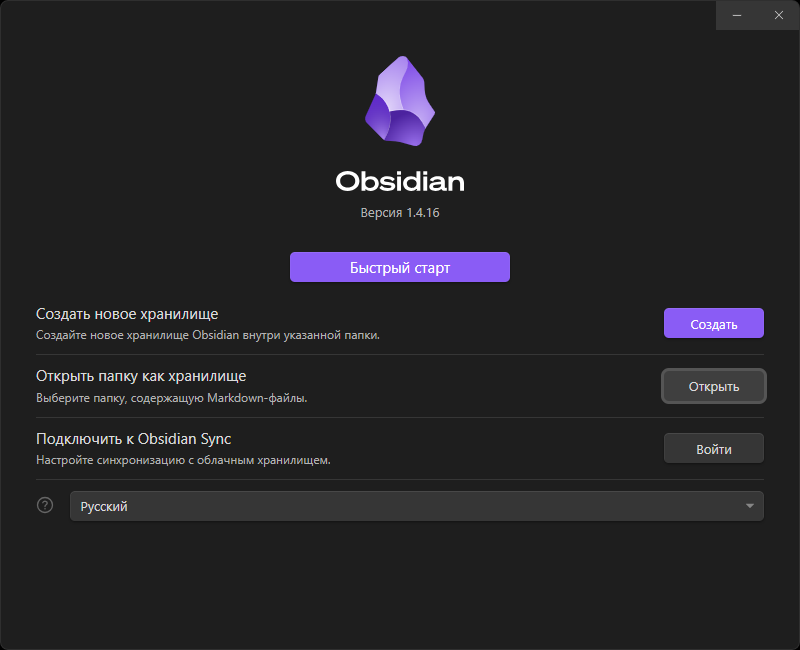 Obsidian
Версия 1.4.16
Быстрый старт
Создать новое хранилище
Создайте новое хранилище Obsidian внутри указанной папки.
Создать
Открыть папку как хранилище
Выберите папку, содержащую Markdown-файлы.
Открыть
Подключить к Obsidian Sync
Настройте синхронизацию с облачным хранилищем.
Войти
?
Русский